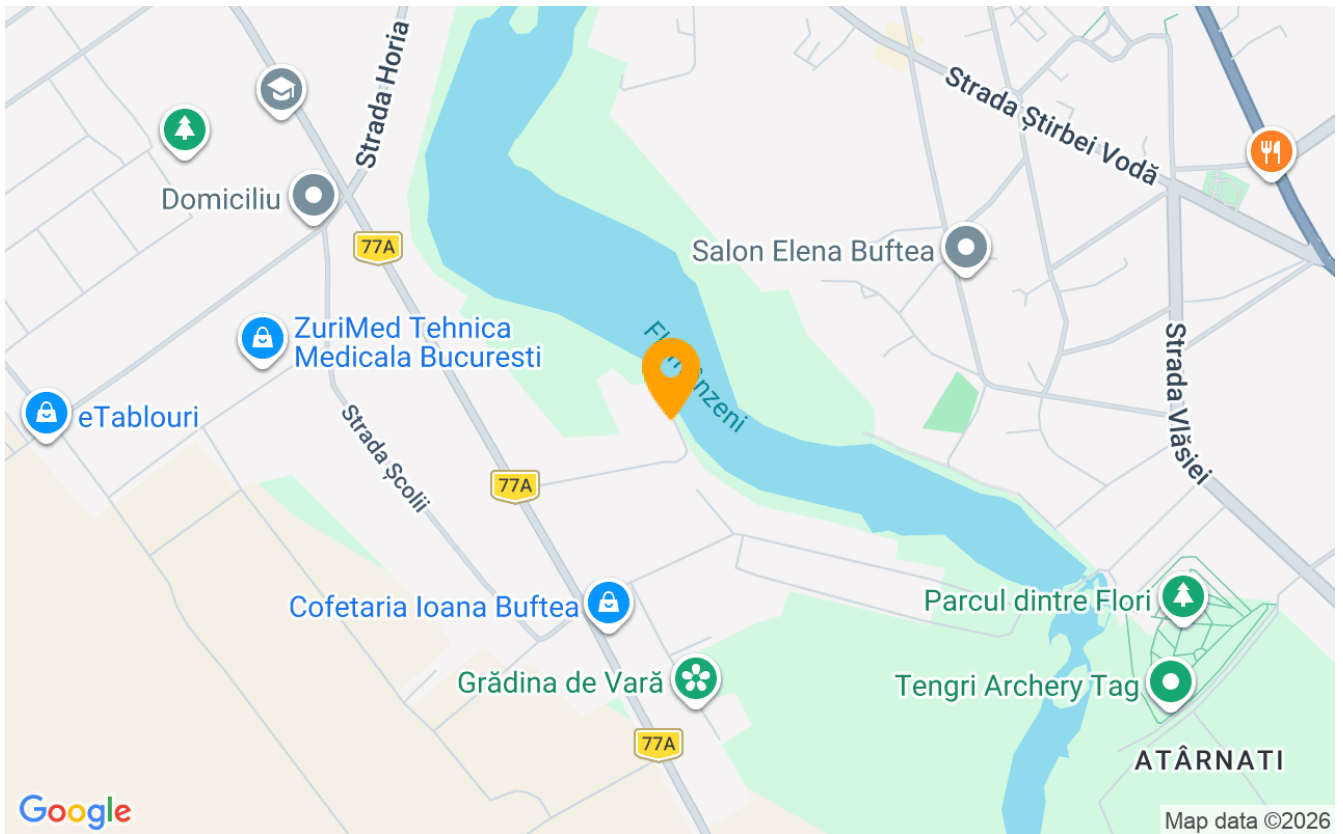 Strada Horia
Strada Știrbei Vodă
Domiciliu
77A
Salon Elena Buftea
ZuriMed Tehnica
Medicala Bucuresti
eTablouri
Strada Școlii
Strada Vlăsiei
77A
Cofetaria Ioana Buftea
Parcul dintre Flori
Grădina de Vară
Tengri Archery Tag
77A
ATÂRNATI
Google
Map data ©2026